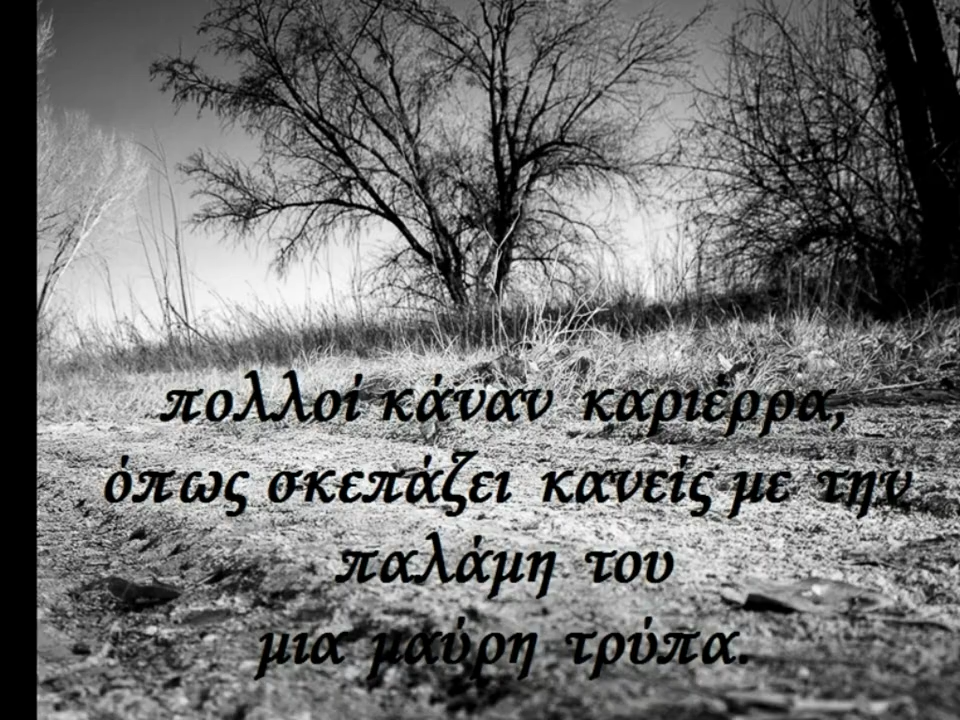 πολλοί κάναν καριέρρα,
όπως σκεπάζει κανείς με την
παλάμη του
μια μαύρη τρύπα.